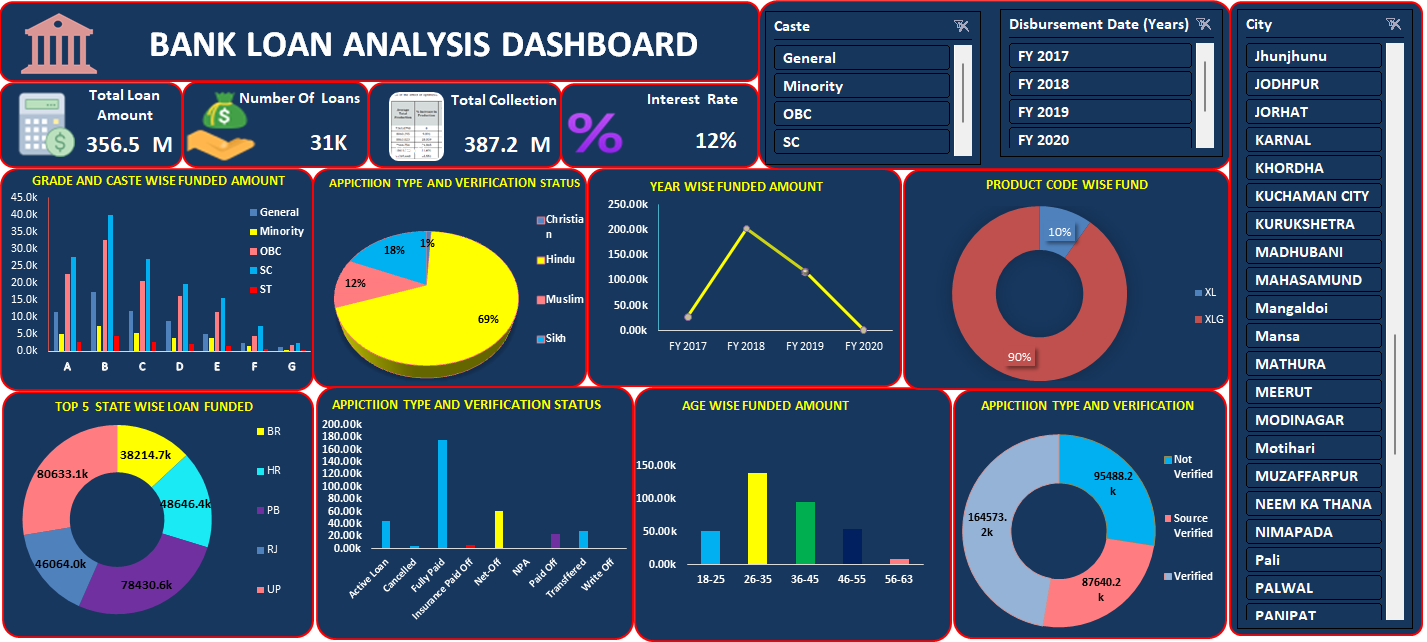 BANK LOAN ANALYSIS DASHBOARD
Total Loan
Amount
356.5 M
Number Of Loans
31K
Total Collection
387.2 M
Interest Rate
12%
Caste
General
Minority
OBC
SC
Disbursement Date (Years)
FY 2017
FY 2018
FY 2019
FY 2020
City
Jhunjhunu
JODHPUR
JORHAT
KARNAL
KHORDHA
KUCHAMAN CITY
KURUKSHETRA
MADHUBANI
MAHASAMUND
Mangaldoi
Mansa
MATHURA
MEERUT
MODINAGAR
Motihari
MUZAFFARPUR
NEEM KA THANA
NIMAPADA
Pali
PALWAL
PANIPAT
GRADE AND CASTE WISE FUNDED AMOUNT
45.0k
40.0k
35.0k
30.0k
25.0k
20.0k
15.0k
10.0k
5.0k
0.0k
A B C D E F G
General
Minority
OBC
SC
ST
APPICTIION TYPE AND VERIFICATION STATUS
18%
1%
12%
69%
Christia
n
Hindu
Muslim
Sikh
YEAR WISE FUNDED AMOUNT
250.00k
200.00k
150.00k
100.00k
50.00k
0.00k
FY 2017 FY 2018 FY 2019 FY 2020
PRODUCT CODE WISE FUND
10%
90%
XL
XLG
TOP 5 STATE WISE LOAN FUNDED
38214.7k
80633.1k
48646.4k
46064.0k
78430.6k
BR
HR
PB
RJ
UP
APPICTIION TYPE AND VERIFICATION STATUS
200.00k
180.00k
160.00k
140.00k
120.00k
100.00k
80.00k
60.00k
40.00k
20.00k
0.00k
Active Loan
Cancelled
Fully Paid
Insurance Paid Off
Net-Off
NPA
Paid Off
Transffered
Write Off
AGE WISE FUNDED AMOUNT
150.00k
100.00k
50.00k
0.00k
18-25 26-35 36-45 46-55 56-63
APPICTIION TYPE AND VERIFICATION
95488.2
k
164573.
2k
87640.2
k
Not
Verified
Source
Verified
Verified